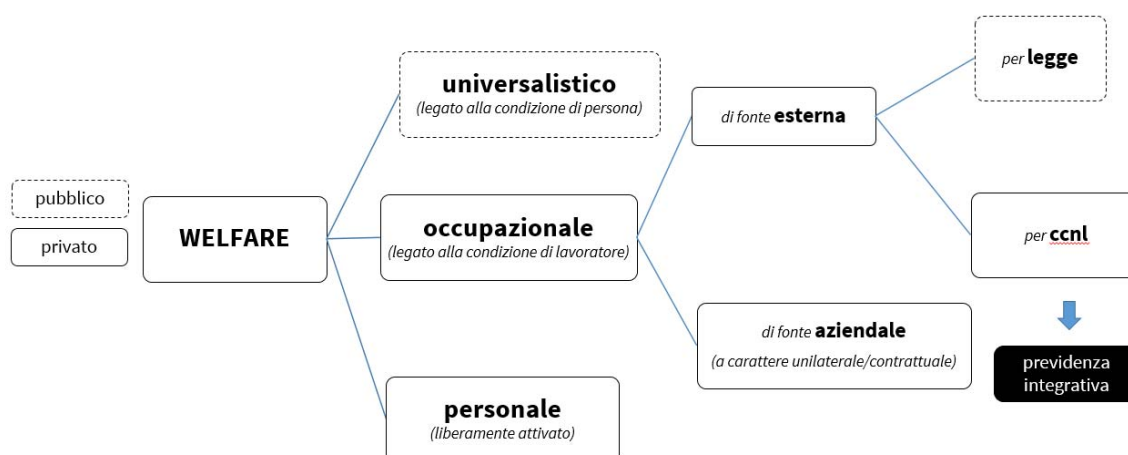 pubblico
privato
WELFARE
universalistico
(legato alla condizione di persona)
occupazionale
(legato alla condizione di lavoratore)
personale
(liberamente attivato)
di fonte esterna
di fonte aziendale
(a carattere unilaterale/contrattuale)
per legge
per ccnl
previdenza
integrativa